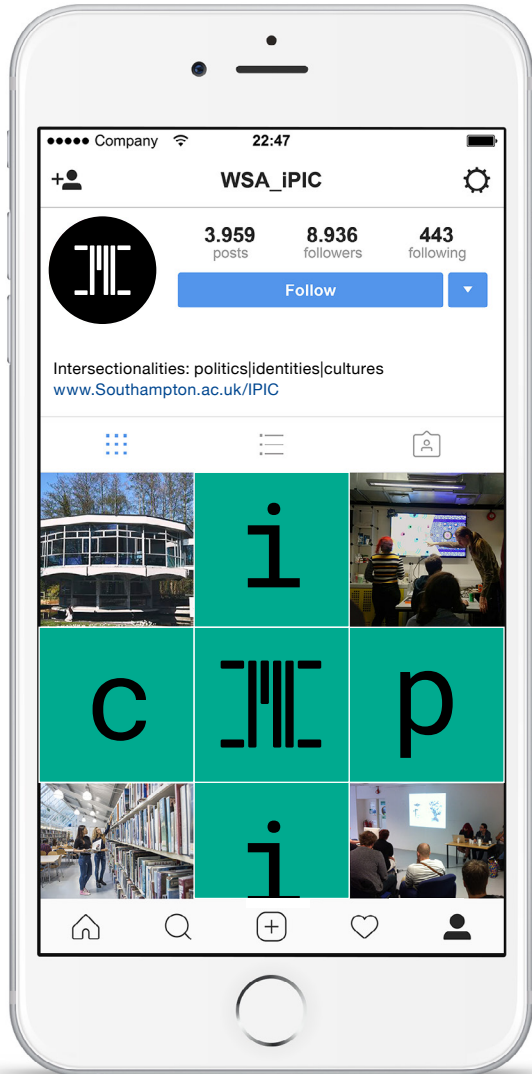 Company 22:47
WSA_iPIC
3.959 8.936 443
posts followers following
Follow
Intersectionalities: politics|identities|cultures
www.Southampton.ac.uk/IPIC
i
c p
i